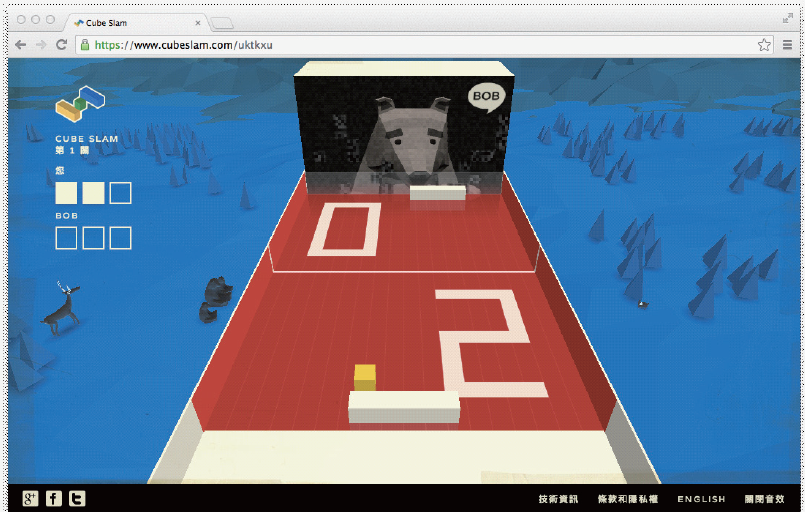 Cube Slam
https://www.cubeslam.com/uktkxu
BOB
CUBE SLAM
第 1 關
您
BOB
0
2
g+ f t
技術資訊 條款和隱私權 ENGLISH 關閉音效